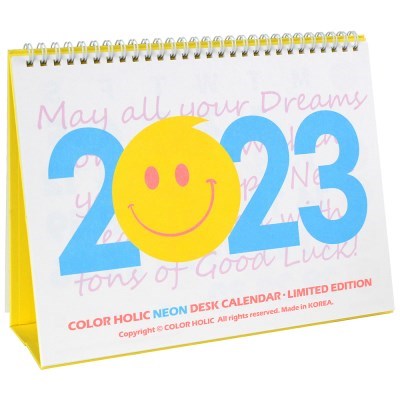 May all your Dreams
2023
tons of Good Luck!
COLOR HOLIC NEON DESK CALENDAR · LIMITED EDITION
Copyright © COLOR HOLIC All rights reserved. Made in KOREA.